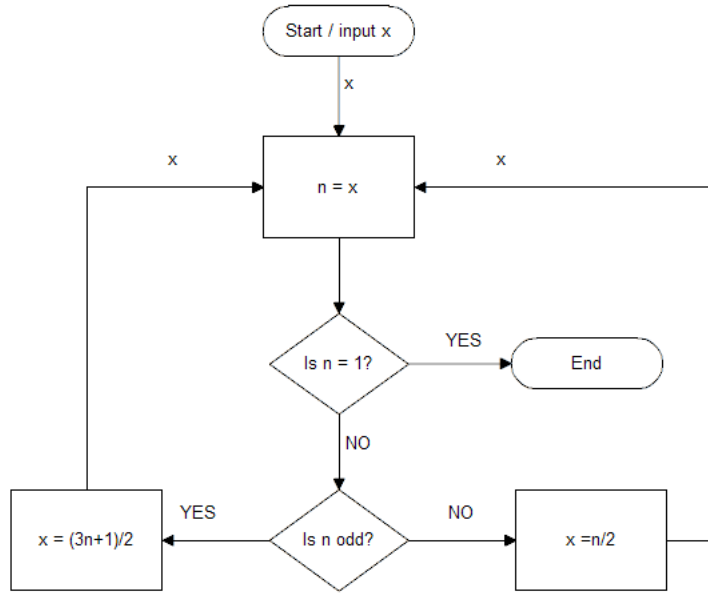 Start / input x
x
x
x
n = x
Is n = 1?
YES
End
NO
x = (3n+1)/2
YES
Is n odd?
NO
x =n/2